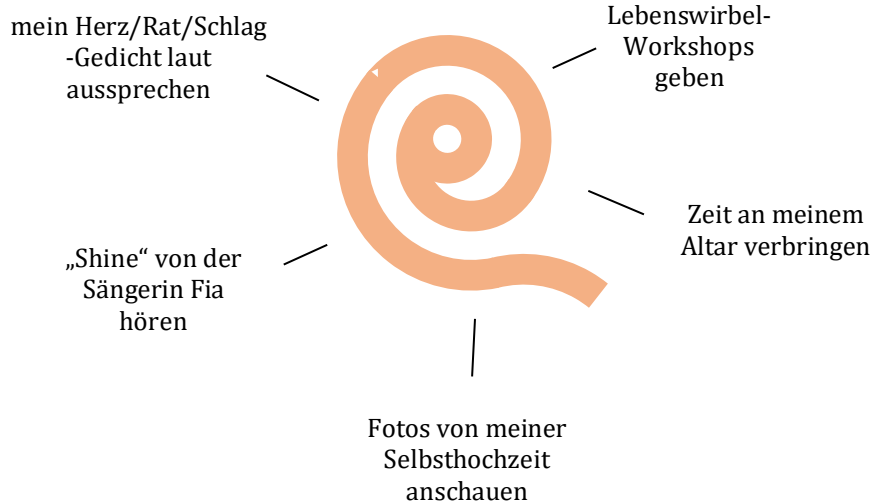 mein Herz/Rat/Schlag
-Gedicht laut
aussprechen
Lebenswirbel-
Workshops
geben
Zeit an meinem
Altar verbringen
„Shine“ von der
Sängerin Fia
hören
Fotos von meiner
Selbsthochzeit
anschauen